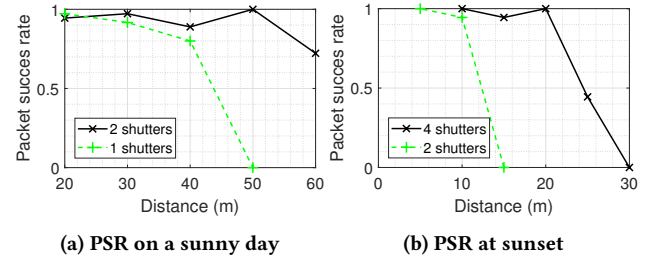 Packet succes rate
1
0.5
0
2 shutters
1 shutters
20
30
40
50
60
Distance (m)
(a) PSR on a sunny day
Packet succes rate
1
0.5
0
4 shutters
2 shutters
0
10
20
30
Distance (m)
(b) PSR at sunset